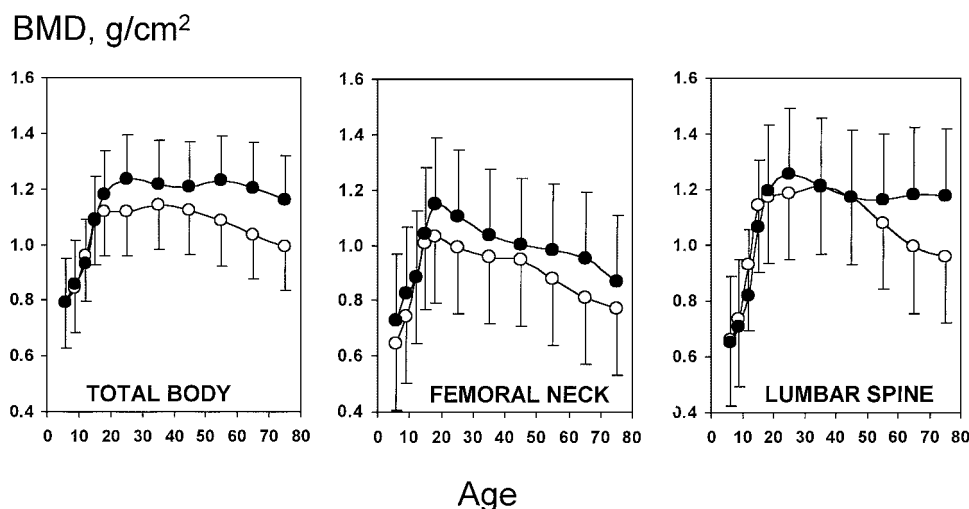 BMD, g/cm²
1.6 1.6 1.6
1.4 1.4 1.4
1.2 1.2 1.2
1.0 1.0 1.0
0.8 0.8 0.8
0.6 0.6 0.6
TOTAL BODY FEMORAL NECK LUMBAR SPINE
0.4 0.4 0.4
0 10 20 30 40 50 60 70 80 0 10 20 30 40 50 60 70 80 0 10 20 30 40 50 60 70 80
Age